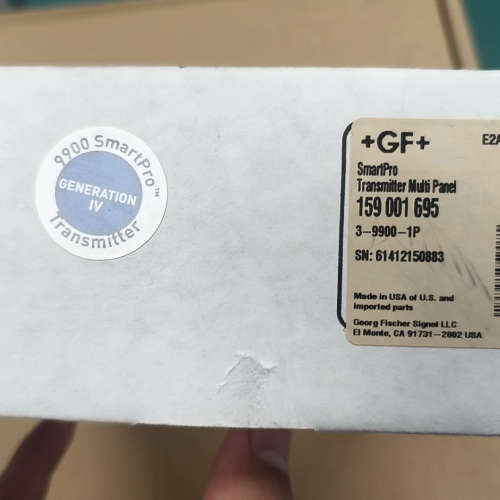 9900 SmartPro™
GENERATION
IV
Transmitter
+GF+
E2A
SmartPro
Transmitter Multi Panel
159 001 695
3-9900-1P
SN: 61412150883
Made in USA of U.S. and
imported parts
Georg Fischer Signet LLC
El Monte, CA 91731-2802 USA